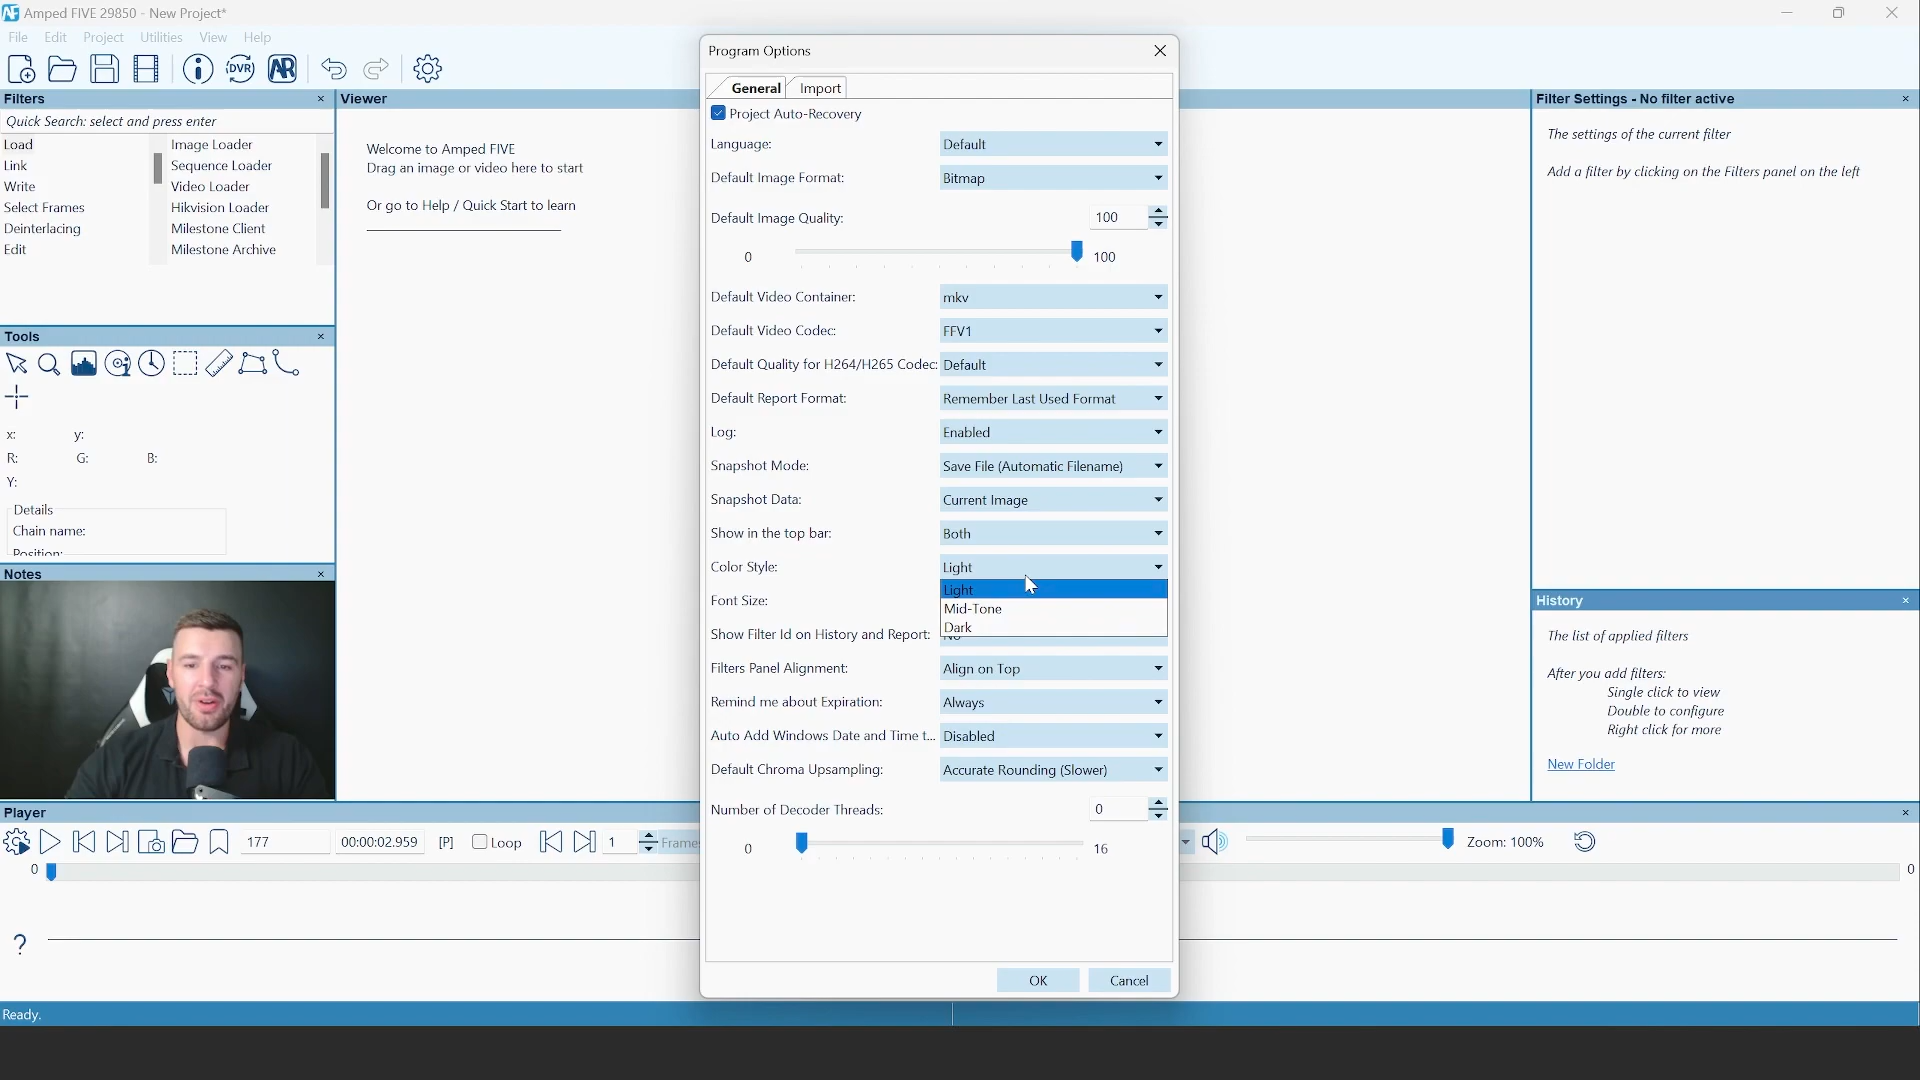 Amped FIVE 29850 - New Project*
File Edit Project Utilities View Help
DVR AR
Filters
Quick Search: select and press enter
Load
Link
Write
Select Frames
Deinterlacing
Edit
Image Loader
Sequence Loader
Video Loader
Hikvision Loader
Milestone Client
Milestone Archive
Tools
x: y:
R: G: B:
Y:
Details
Chain name:
Position:
Notes
Viewer
Welcome to Amped FIVE
Drag an image or video here to start
Or go to Help / Quick Start to learn
Program Options
General Import
Project Auto-Recovery
Language: Default
Default Image Format: Bitmap
Default Image Quality: 100
0 100
Default Video Container: mkv
Default Video Codec: FFV1
Default Quality for H264/H265 Codec: Default
Default Report Format: Remember Last Used Format
Log: Enabled
Snapshot Mode: Save File (Automatic Filename)
Snapshot Data: Current Image
Show in the top bar: Both
Color Style: Light
Light
Mid-Tone
Dark
Font Size:
Show Filter Id on History and Report: No
Filters Panel Alignment: Align on Top
Remind me about Expiration: Always
Auto Add Windows Date and Time t... Disabled
Default Chroma Upsampling: Accurate Rounding (Slower)
Number of Decoder Threads: 0
0 16
OK Cancel
Filter Settings - No filter active
The settings of the current filter
Add a filter by clicking on the Filters panel on the left
History
The list of applied filters
After you add filters:
Single click to view
Double to configure
Right click for more
New Folder
Player
177 00:00:02.959 [P] Loop 1 Frames Zoom: 100%
0 0
?
Ready.